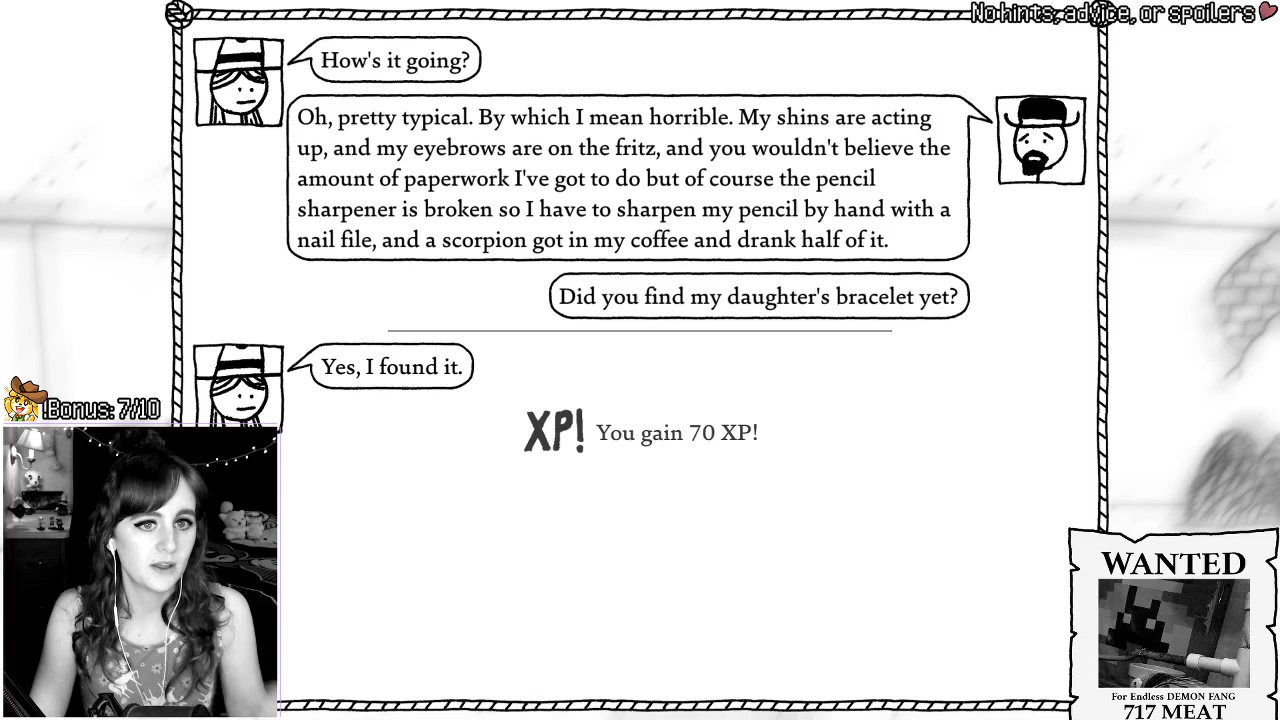 No hints, advice, or spoilers
How's it going?
Oh, pretty typical. By which I mean horrible. My shins are acting
up, and my eyebrows are on the fritz, and you wouldn't believe the
amount of paperwork I've got to do but of course the pencil
sharpener is broken so I have to sharpen my pencil by hand with a
nail file, and a scorpion got in my coffee and drank half of it.
Did you find my daughter's bracelet yet?
Yes, I found it.
XP! You gain 70 XP!
!Bonus: 7/10
WANTED
For Endless DEMON FANG
717 MEAT